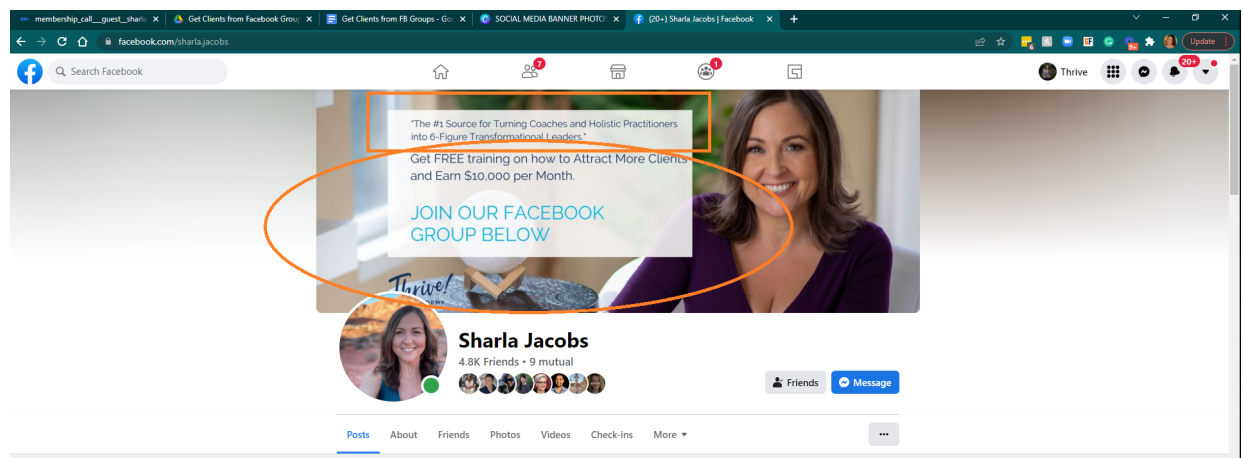 membership_call__guest__sharla
Get Clients from Facebook Group
Get Clients from FB Groups - Goo
SOCIAL MEDIA BANNER PHOTOS
(20+) Sharla Jacobs | Facebook
facebook.com/sharla.jacobs
Update
Search Facebook
7
1
Thrive
20+
"The #1 Source for Turning Coaches and Holistic Practitioners
into 6-Figure Transformational Leaders."
Get FREE training on how to Attract More Clients
and Earn $10,000 per Month.
JOIN OUR FACEBOOK
GROUP BELOW
Thrive!
Sharla Jacobs
4.8K Friends • 9 mutual
Friends
Message
Posts About Friends Photos Videos Check-ins More